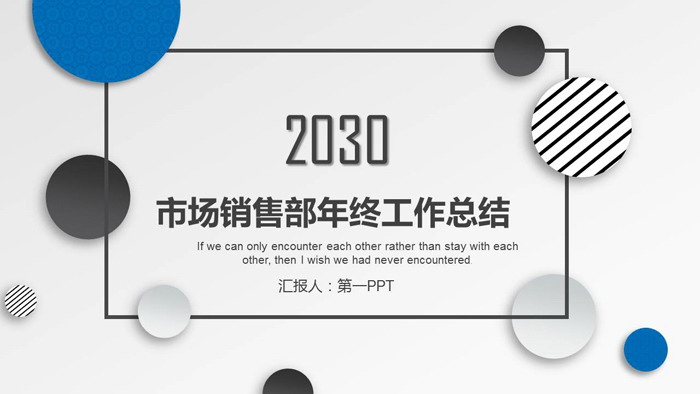 2030
市场销售部年终工作总结
If we can only encounter each other rather than stay with each
other, then I wish we had never encountered.
汇报人：第一PPT